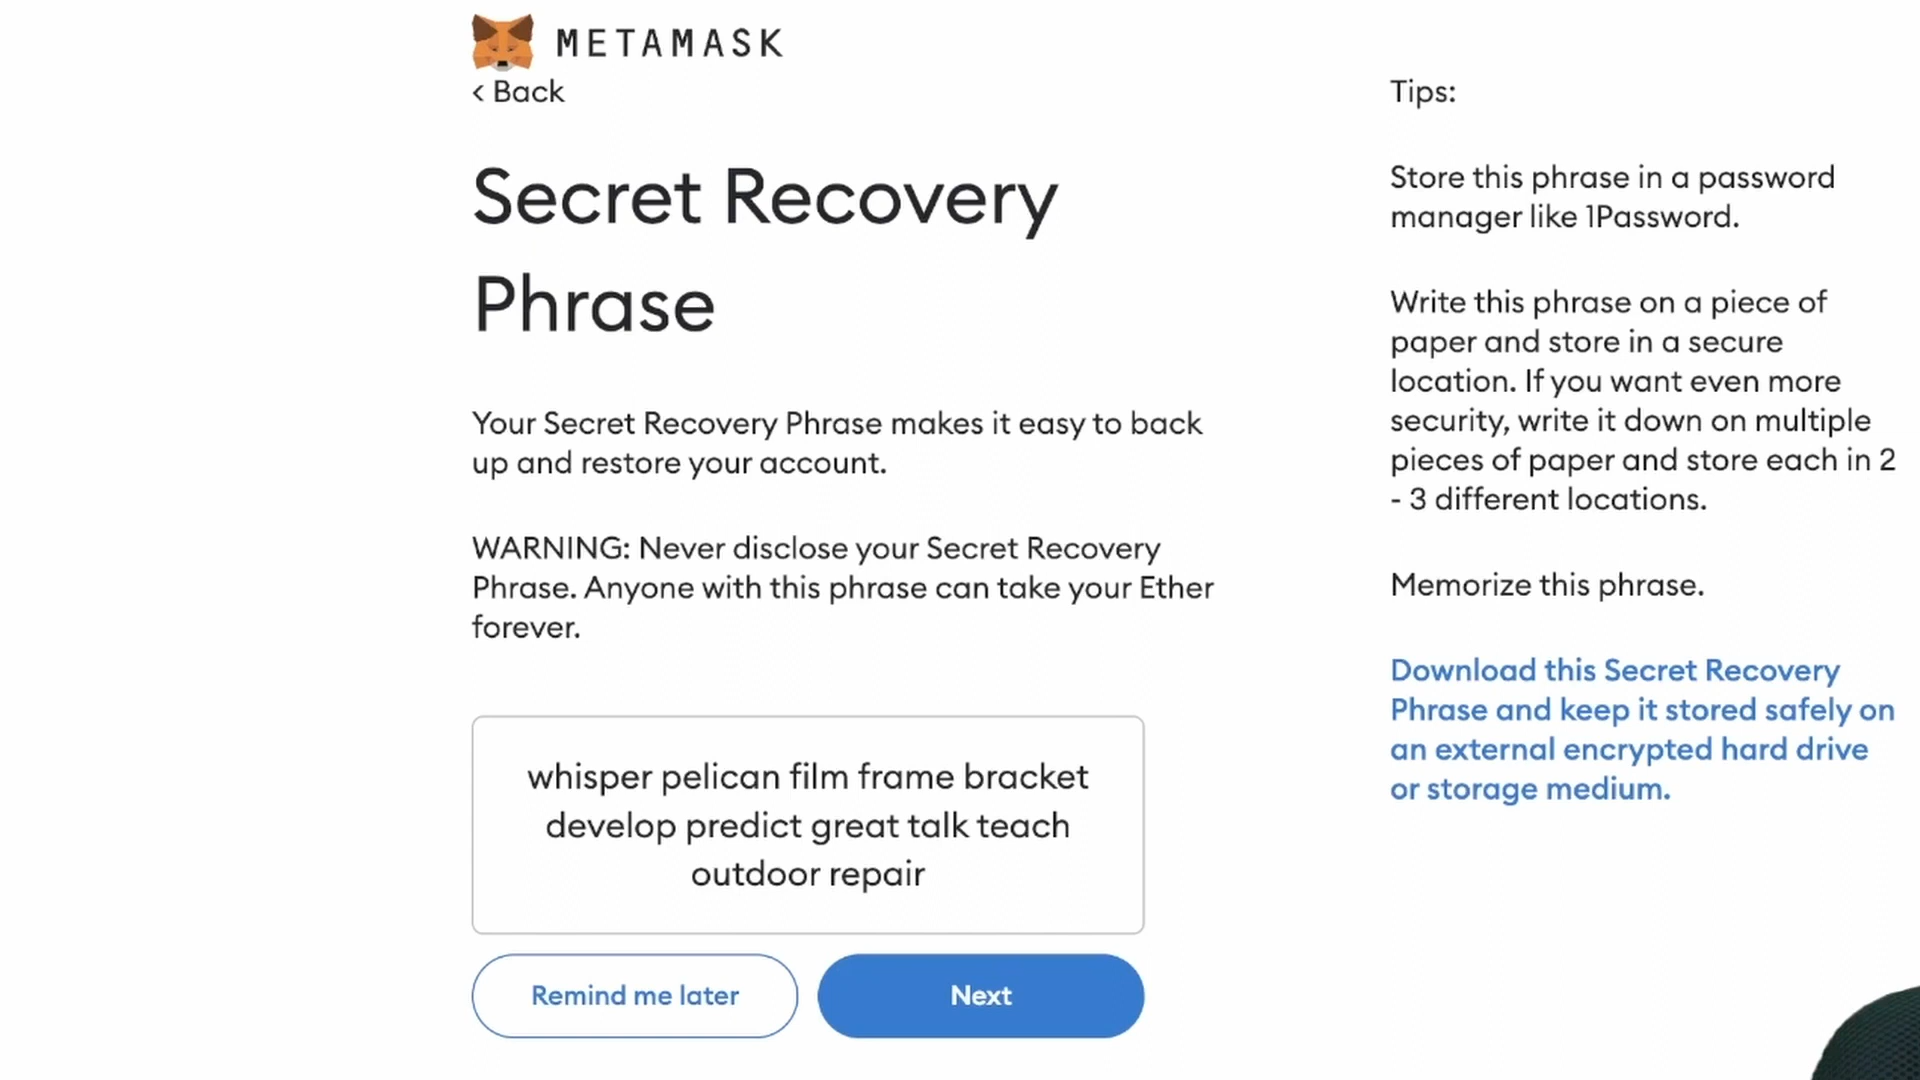 METAMASK
< Back
Secret Recovery
Phrase
Your Secret Recovery Phrase makes it easy to back
up and restore your account.
WARNING: Never disclose your Secret Recovery
Phrase. Anyone with this phrase can take your Ether
forever.
whisper pelican film frame bracket
develop predict great talk teach
outdoor repair
Remind me later
Next
Tips:
Store this phrase in a password
manager like 1Password.
Write this phrase on a piece of
paper and store in a secure
location. If you want even more
security, write it down on multiple
pieces of paper and store each in 2
- 3 different locations.
Memorize this phrase.
Download this Secret Recovery
Phrase and keep it stored safely on
an external encrypted hard drive
or storage medium.